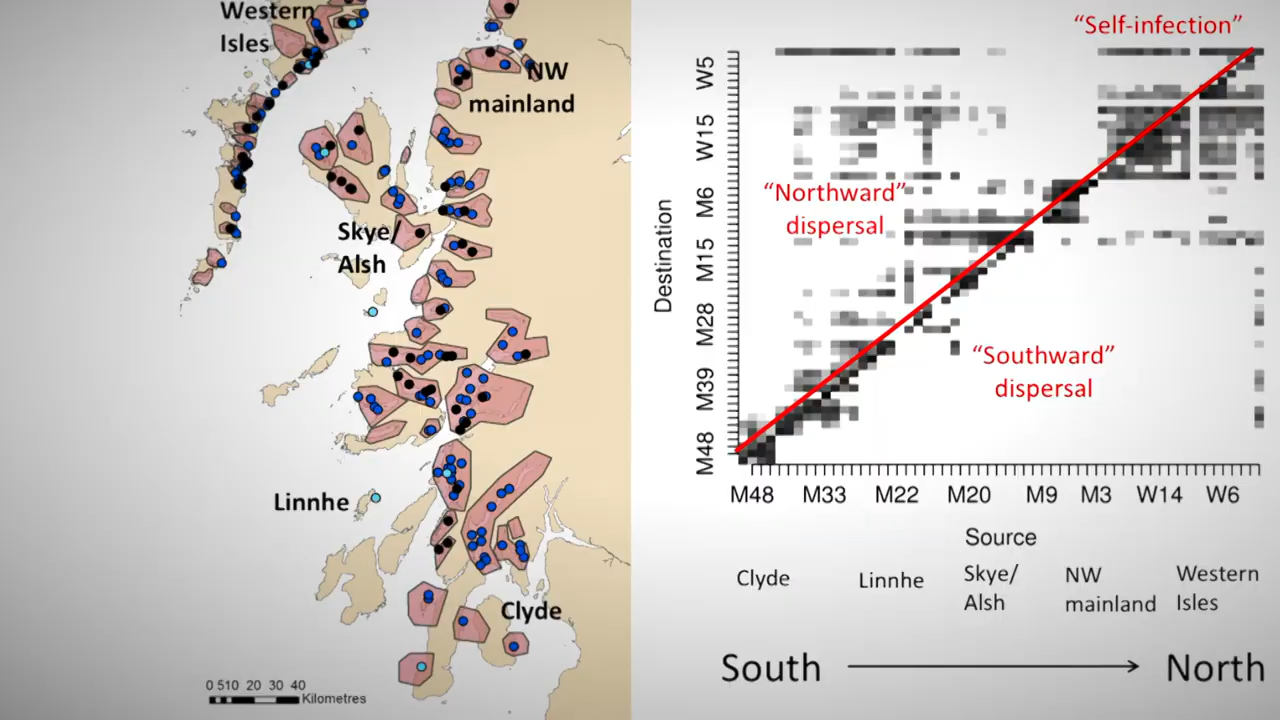 Western
Isles
NW
mainland
Skye/
Alsh
Linnhe
Clyde
0 510 20 30 40
Kilometres
"Self-infection"
"Northward"
dispersal
"Southward"
dispersal
Destination
W5
W15
M6
M15
M28
M39
M48
M48 M33 M22 M20 M9 M3 W14 W6
Source
Clyde
Linnhe
Skye/
Alsh
NW
mainland
Western
Isles
South
North